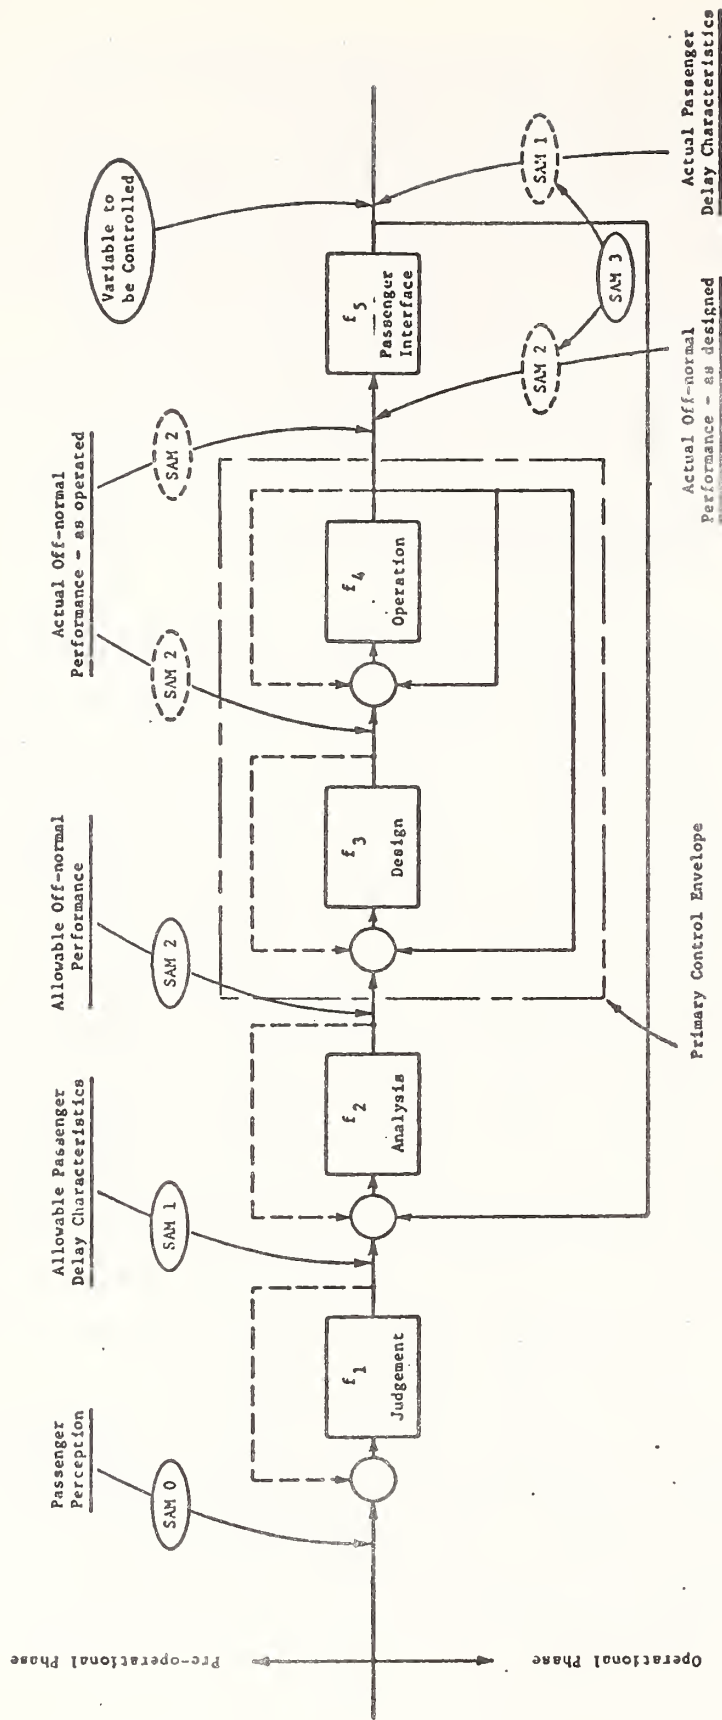 Passenger
Perception
SAM 0
Allowable Passenger
Delay Characteristics
SAM 1
Allowable Off-normal
Performance
SAM 2
Actual Off-normal
Performance - as operated
SAM 2
SAM 2
Variable to
be Controlled
Pre-operational Phase
Operational Phase
f1
Judgement
f2
Analysis
f3
Design
f4
Operation
f5
Passenger
Interface
SAM 2
SAM 1
SAM 3
Primary Control Envelope
Actual Off-normal
Performance - as designed
Actual Passenger
Delay Characteristics